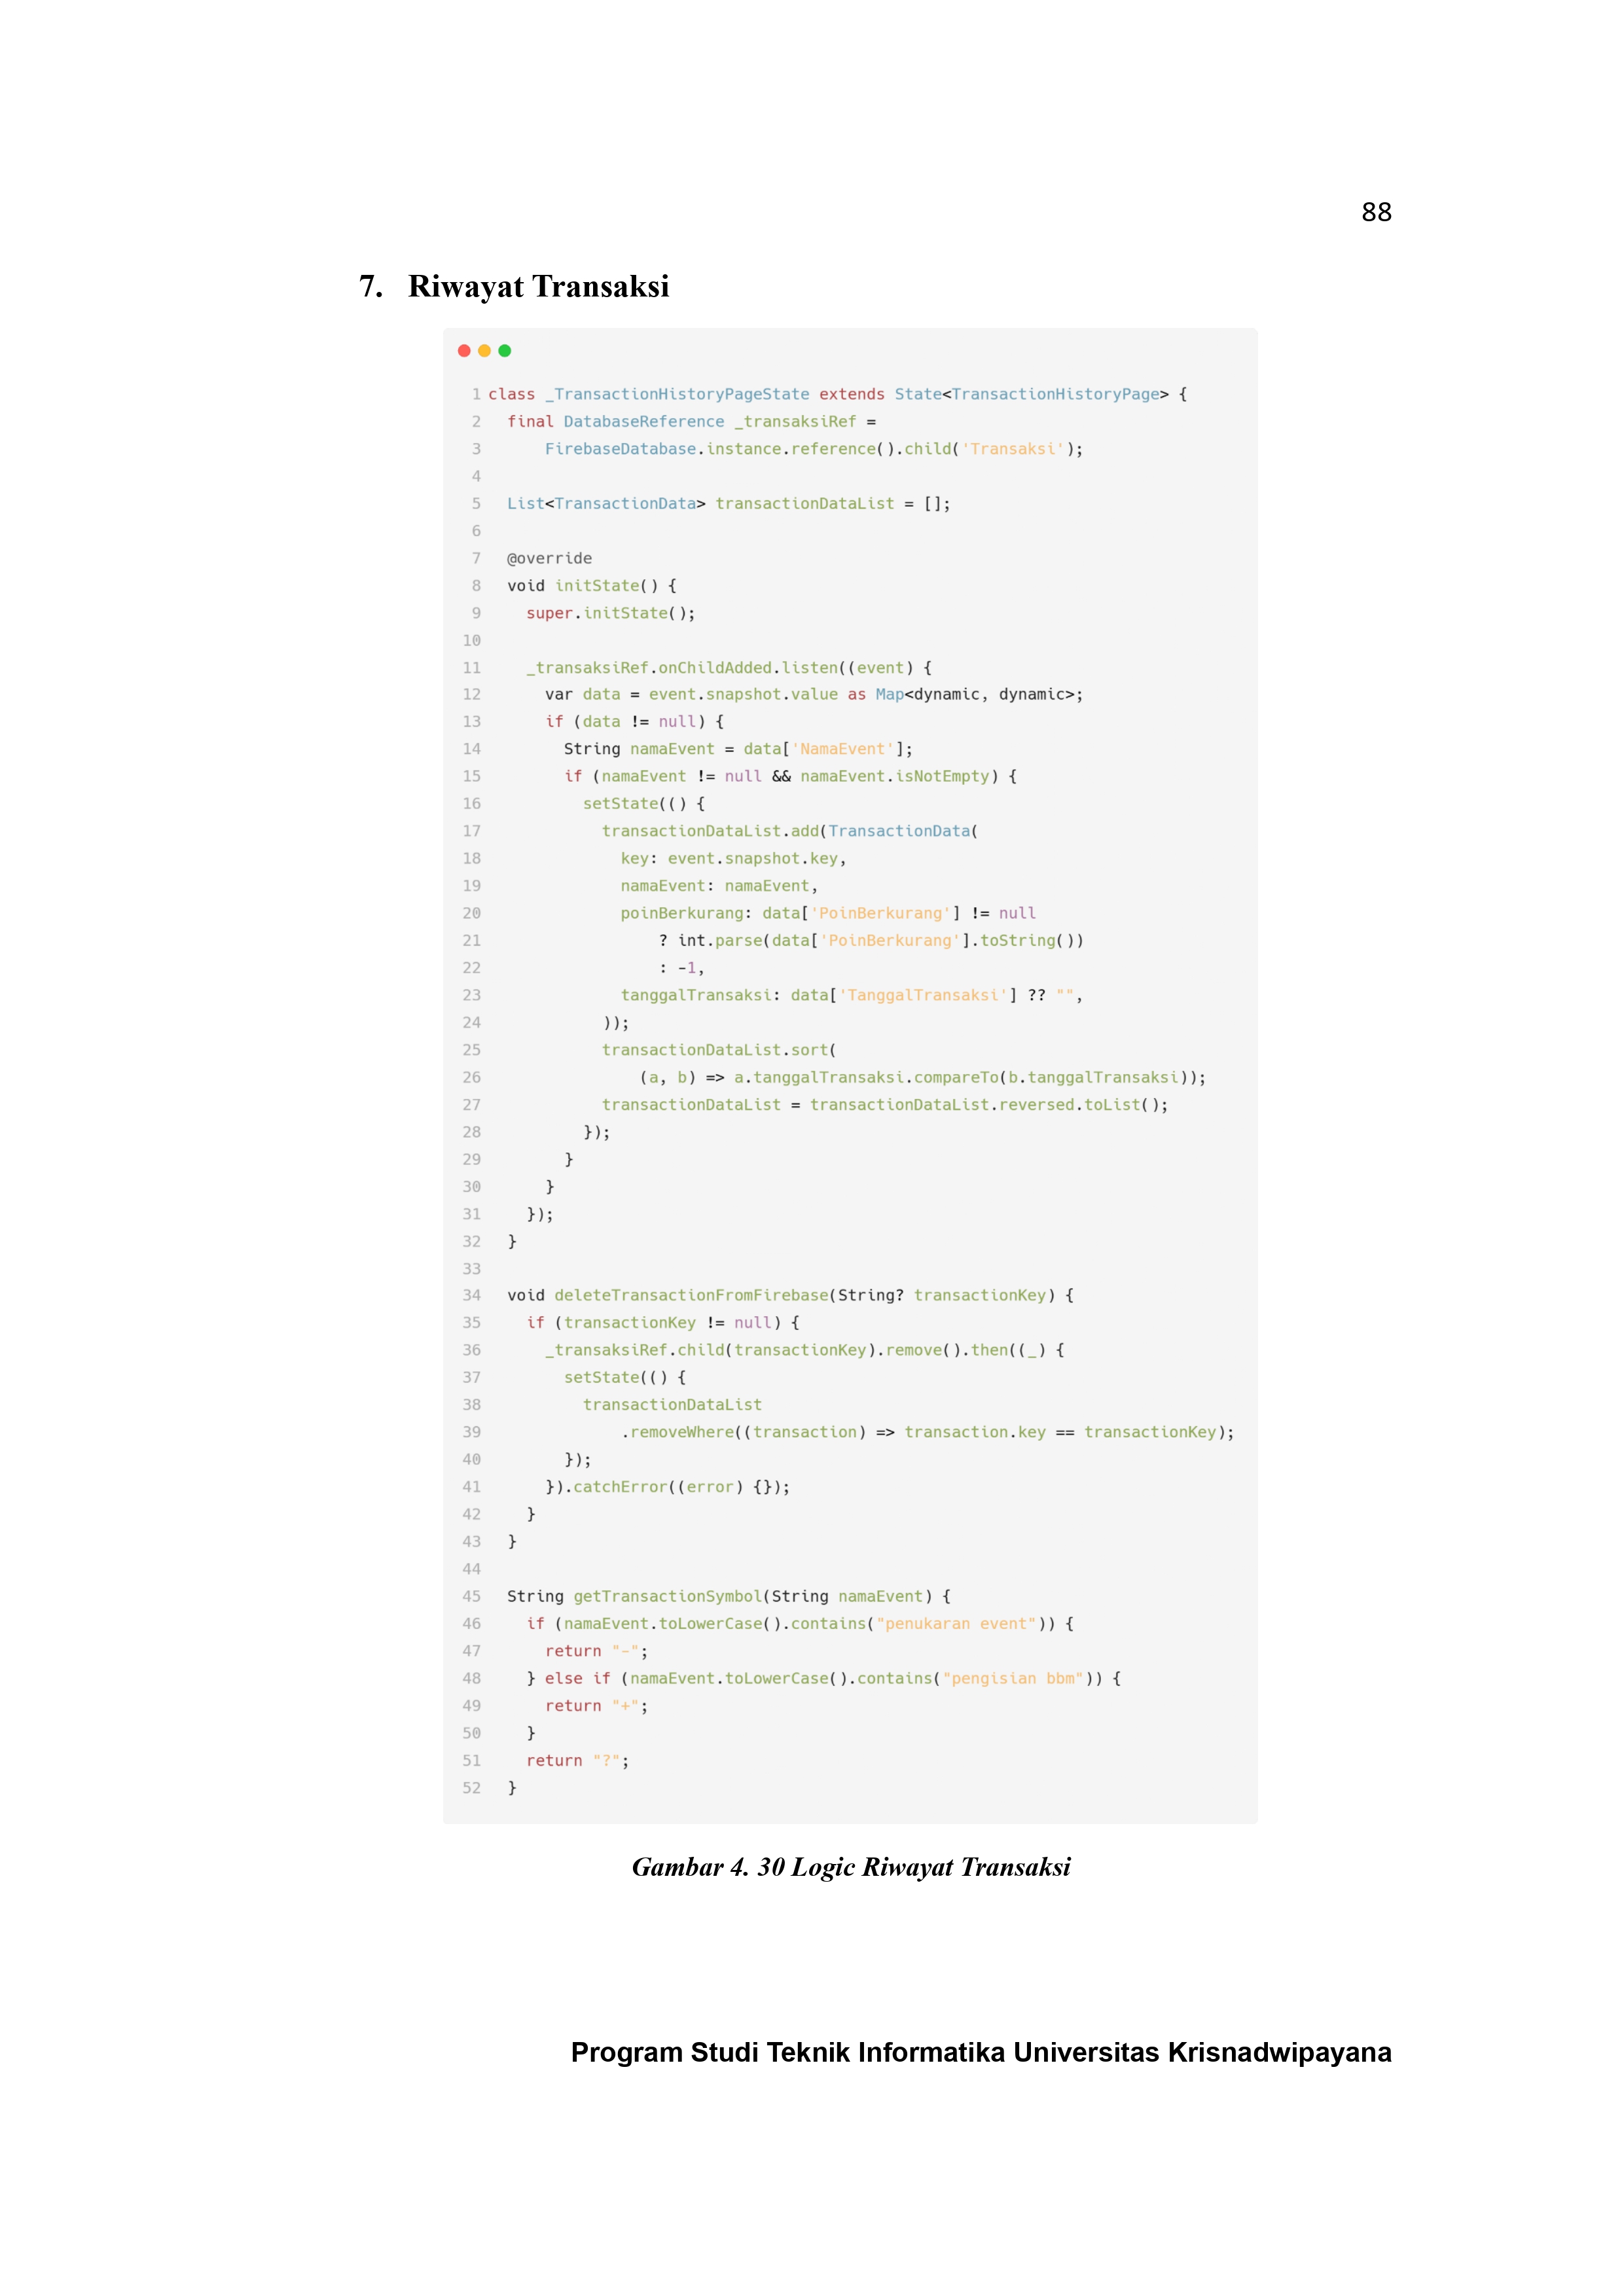 88
7. Riwayat Transaksi
1 class _TransactionHistoryPageState extends State<TransactionHistoryPage> {
2   final DatabaseReference _transaksiRef =
3       FirebaseDatabase.instance.reference().child('Transaksi');
4
5   List<TransactionData> transactionDataList = [];
6
7   @override
8   void initState() {
9     super.initState();
10
11     _transaksiRef.onChildAdded.listen((event) {
12       var data = event.snapshot.value as Map<dynamic, dynamic>;
13       if (data != null) {
14         String namaEvent = data['NamaEvent'];
15         if (namaEvent != null && namaEvent.isNotEmpty) {
16           setState(() {
17             transactionDataList.add(TransactionData(
18               key: event.snapshot.key,
19               namaEvent: namaEvent,
20               poinBerkurang: data['PoinBerkurang'] != null
21                   ? int.parse(data['PoinBerkurang'].toString())
22                   : -1,
23               tanggalTransaksi: data['TanggalTransaksi'] ?? "",
24             ));
25             transactionDataList.sort(
26                 (a, b) => a.tanggalTransaksi.compareTo(b.tanggalTransaksi));
27             transactionDataList = transactionDataList.reversed.toList();
28           });
29         }
30       }
31     });
32   }
33
34   void deleteTransactionFromFirebase(String? transactionKey) {
35     if (transactionKey != null) {
36       _transaksiRef.child(transactionKey).remove().then((_) {
37         setState(() {
38           transactionDataList
39               .removeWhere((transaction) => transaction.key == transactionKey);
40         });
41       }).catchError((error) {});
42     }
43   }
44
45   String getTransactionSymbol(String namaEvent) {
46     if (namaEvent.toLowerCase().contains("penukaran event")) {
47       return "-";
48     } else if (namaEvent.toLowerCase().contains("pengisian bbm")) {
49       return "+";
50     }
51     return "?";
52   }
Gambar 4. 30 Logic Riwayat Transaksi
Program Studi Teknik Informatika Universitas Krisnadwipayana